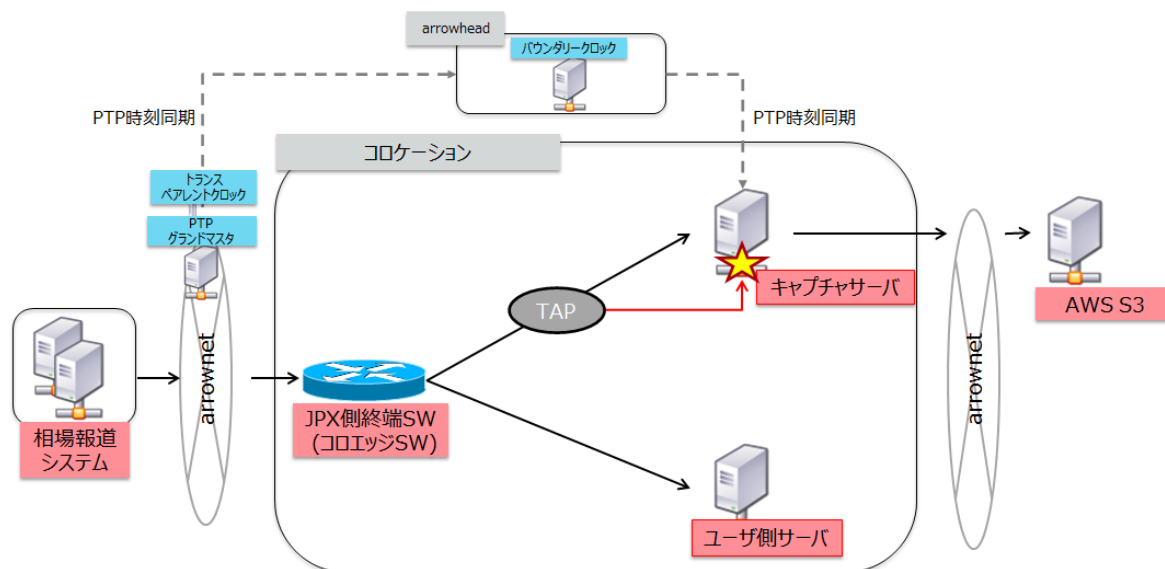 arrowhead
バウンダリークロック
PTP時刻同期
PTP時刻同期
コロケーション
トランス
ペアレントクロック
PTP
グランドマスタ
キャプチャサーバ
AWS S3
TAP
arrownet
arrownet
JPX側終端SW
(コロエッジSW)
相場報道
システム
ユーザ側サーバ